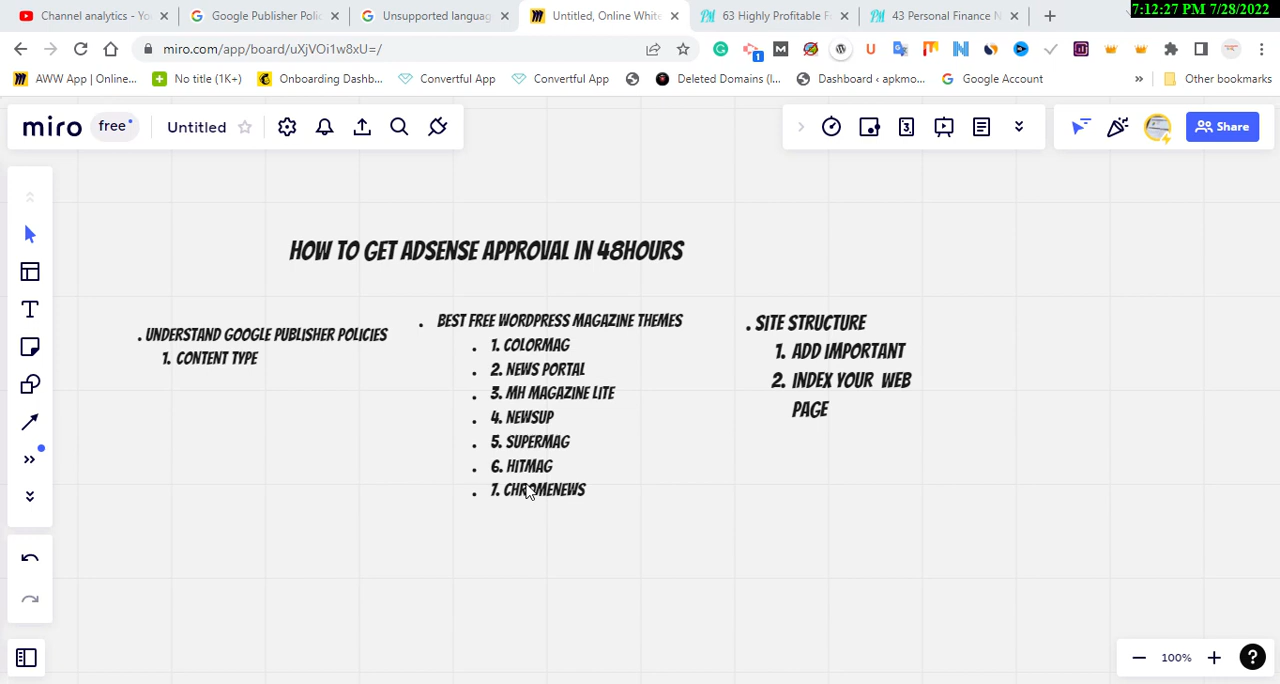 7:12:27 PM 7/28/2022
Channel analytics - Yo
Google Publisher Polic
Unsupported languag
Untitled, Online White
63 Highly Profitable F
43 Personal Finance N
miro.com/app/board/uXjVOi1w8xU=/
AWW App | Online...
No title (1K+)
Onboarding Dashb...
Convertful App
Convertful App
Deleted Domains (I...
Dashboard ‹ apkmo...
Google Account
»
Other bookmarks
miro
free
Untitled
Share
HOW TO GET ADSENSE APPROVAL IN 48HOURS
. UNDERSTAND GOOGLE PUBLISHER POLICIES
1. CONTENT TYPE
. BEST FREE WORDPRESS MAGAZINE THEMES
. 1. COLORMAG
. 2. NEWS PORTAL
. 3. MH MAGAZINE LITE
. 4. NEWSUP
. 5. SUPERMAG
. 6. HITMAG
. 7. CHROMENEWS
. SITE STRUCTURE
1. ADD IMPORTANT
2. INDEX YOUR WEB
PAGE
100%